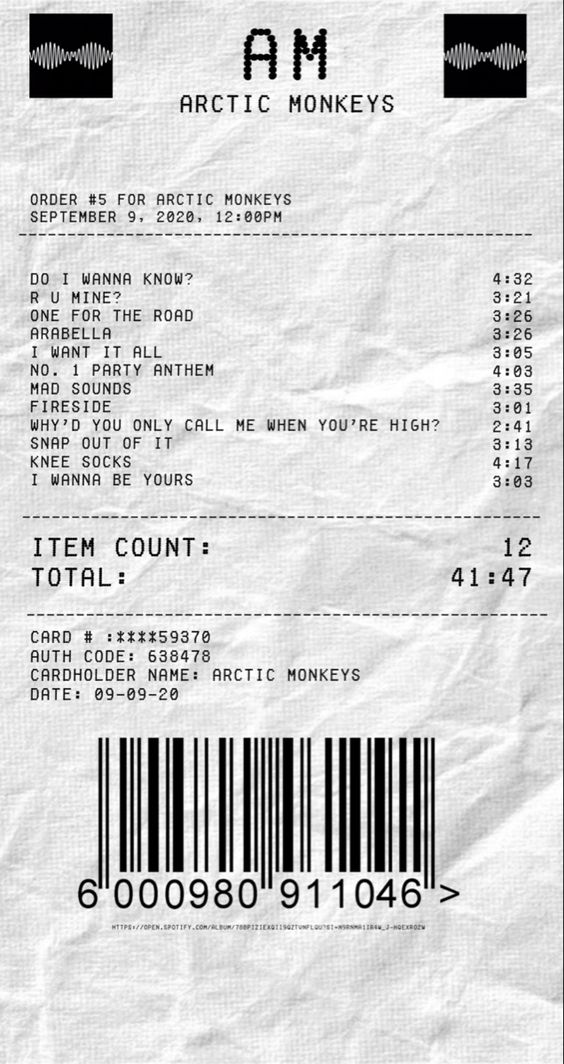 AM
ARCTIC MONKEYS
ORDER #5 FOR ARCTIC MONKEYS
SEPTEMBER 9, 2020, 12:00PM
DO I WANNA KNOW? 4:32
R U MINE? 3:21
ONE FOR THE ROAD 3:26
ARABELLA 3:26
I WANT IT ALL 3:05
NO. 1 PARTY ANTHEM 4:03
MAD SOUNDS 3:35
FIRESIDE 3:01
WHY'D YOU ONLY CALL ME WHEN YOU'RE HIGH? 2:41
SNAP OUT OF IT 3:13
KNEE SOCKS 4:17
I WANNA BE YOURS 3:03
ITEM COUNT: 12
TOTAL: 41:47
CARD # :****59370
AUTH CODE: 638478
CARDHOLDER NAME: ARCTIC MONKEYS
DATE: 09-09-20
6 000980 911046 >